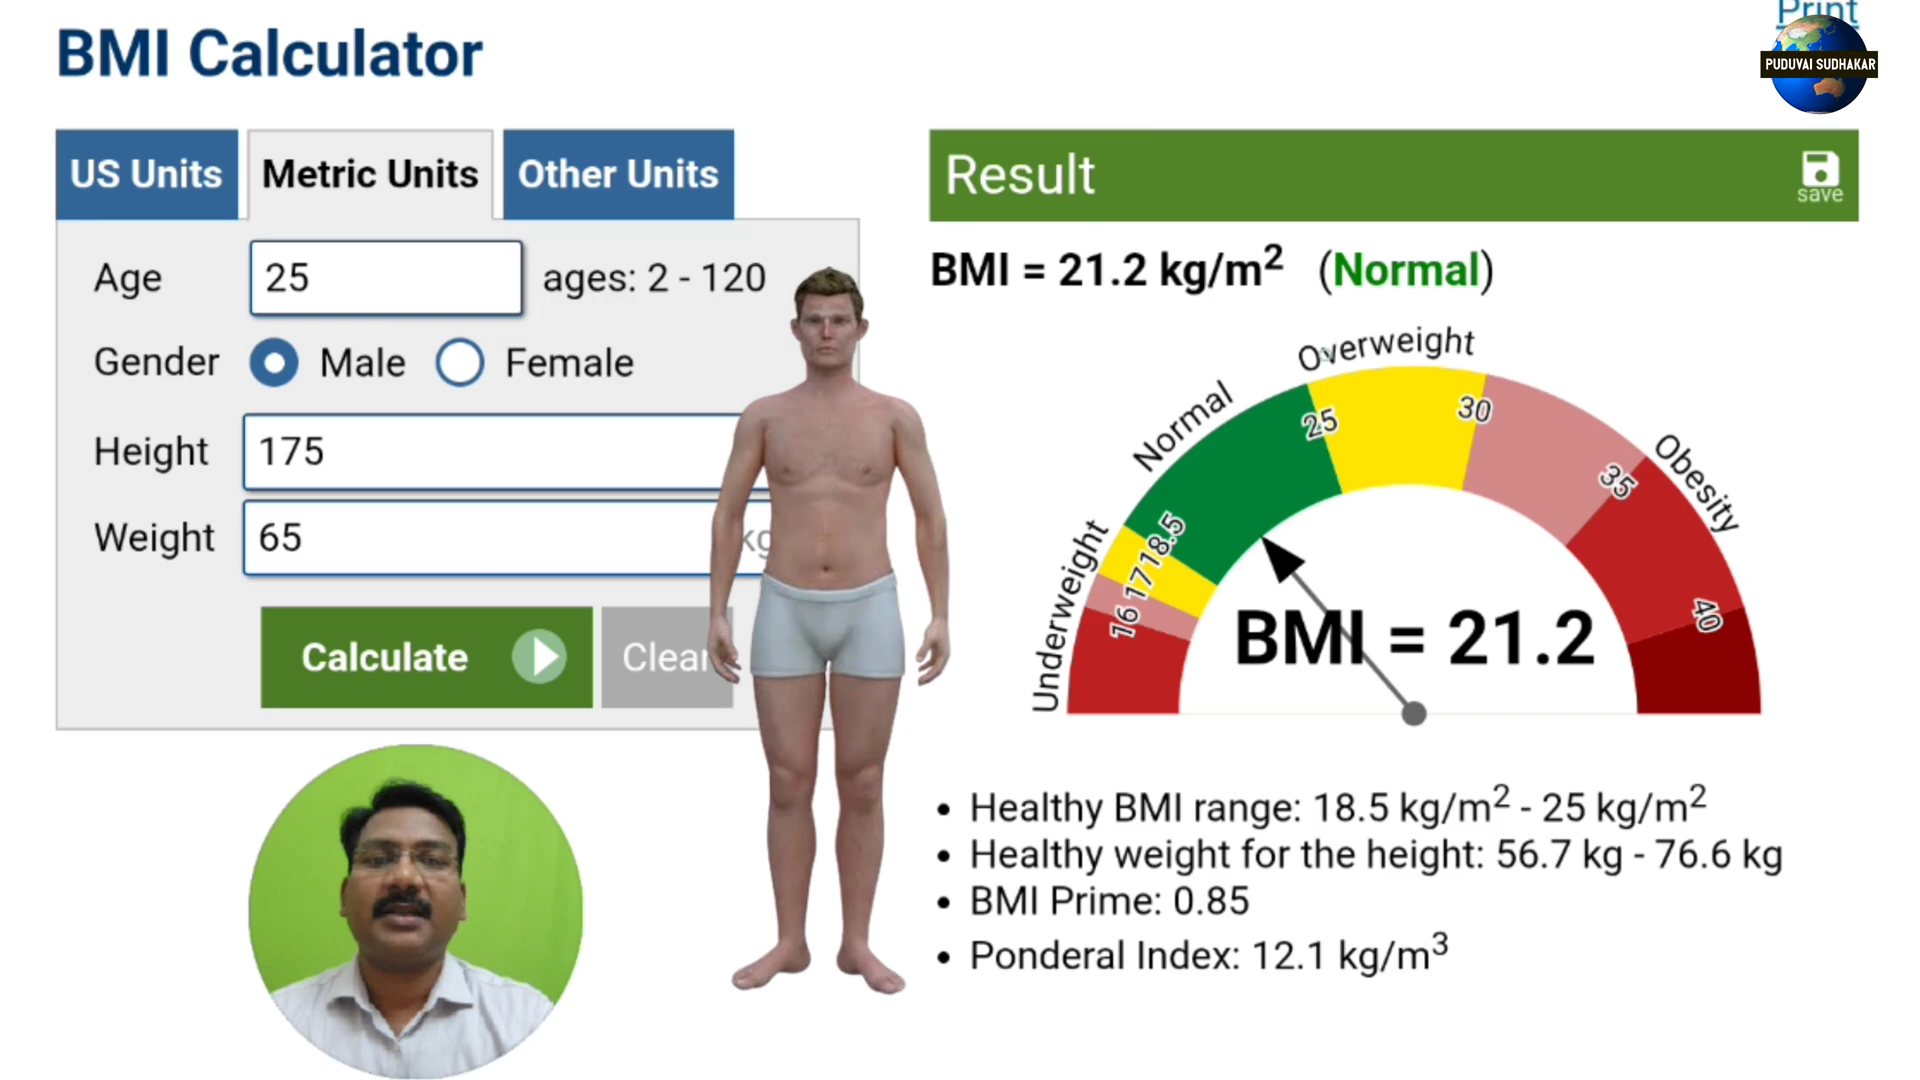 Print
PUDUVAI SUDHAKAR
BMI Calculator
US Units
Metric Units
Other Units
Age
25
ages: 2 - 120
Gender
Male
Female
Height
175
Weight
65
kg
Calculate
Clear
Result
save
BMI = 21.2 kg/m² (Normal)
Underweight
Normal
Overweight
Obesity
16
17
18.5
25
30
35
40
BMI = 21.2
• Healthy BMI range: 18.5 kg/m² - 25 kg/m²
• Healthy weight for the height: 56.7 kg - 76.6 kg
• BMI Prime: 0.85
• Ponderal Index: 12.1 kg/m³